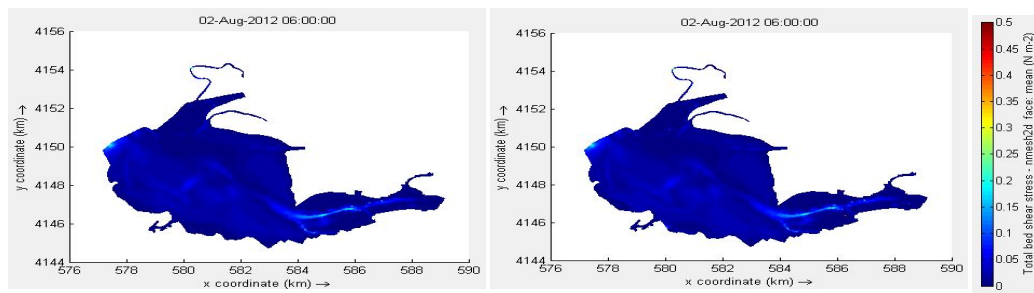 02-Aug-2012 06:00:00
4156
4154
4152
4150
4148
4146
4144
y coordinate (km) →
576 578 580 582 584 586 588 590
x coordinate (km) →
02-Aug-2012 06:00:00
4156
4154
4152
4150
4148
4146
4144
y coordinate (km) →
576 578 580 582 584 586 588 590
x coordinate (km) →
0.5
0.45
0.4
0.35
0.3
0.25
0.2
0.15
0.1
0.05
0
Total bed shear stress - nmesh2d_face: mean (N m-2)